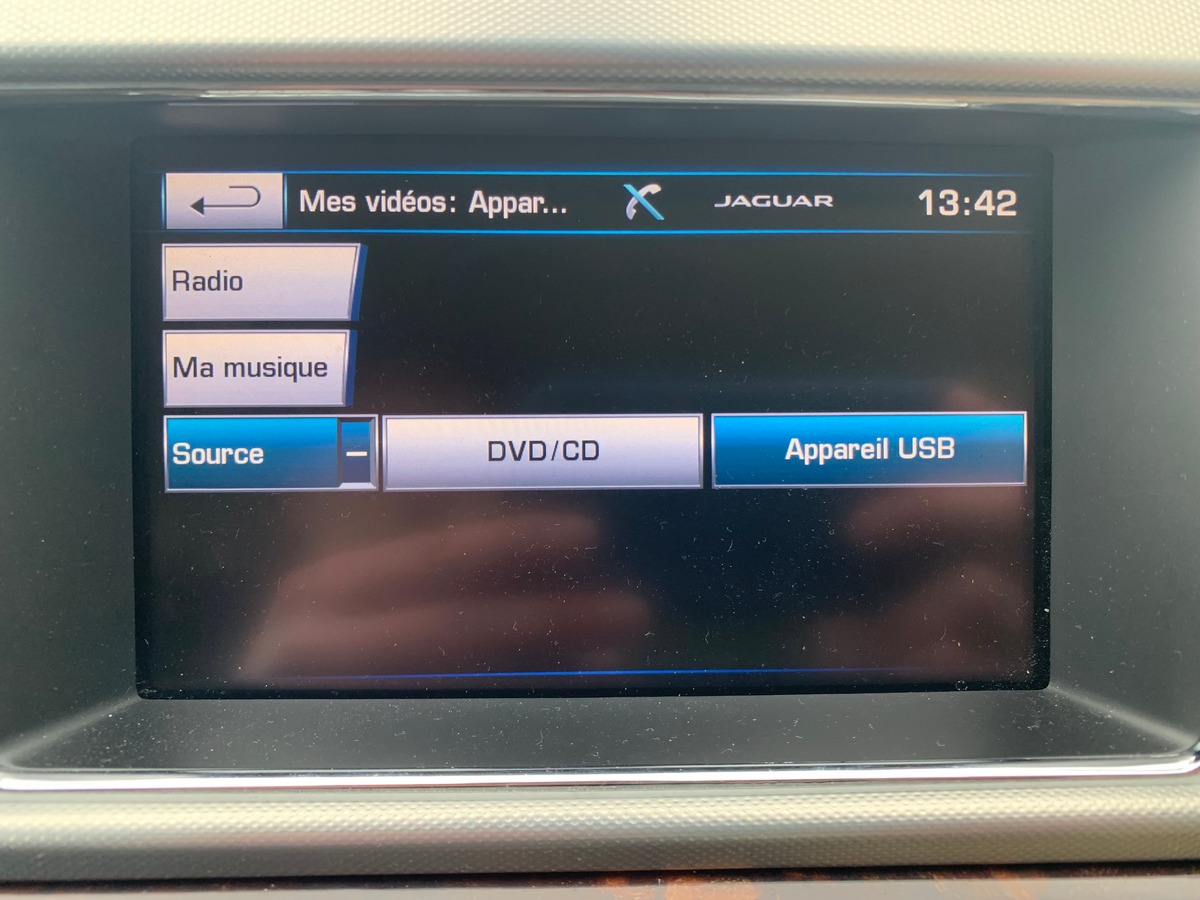 Mes vidéos: Appar... JAGUAR 13:42
Radio
Ma musique
Source – DVD/CD Appareil USB